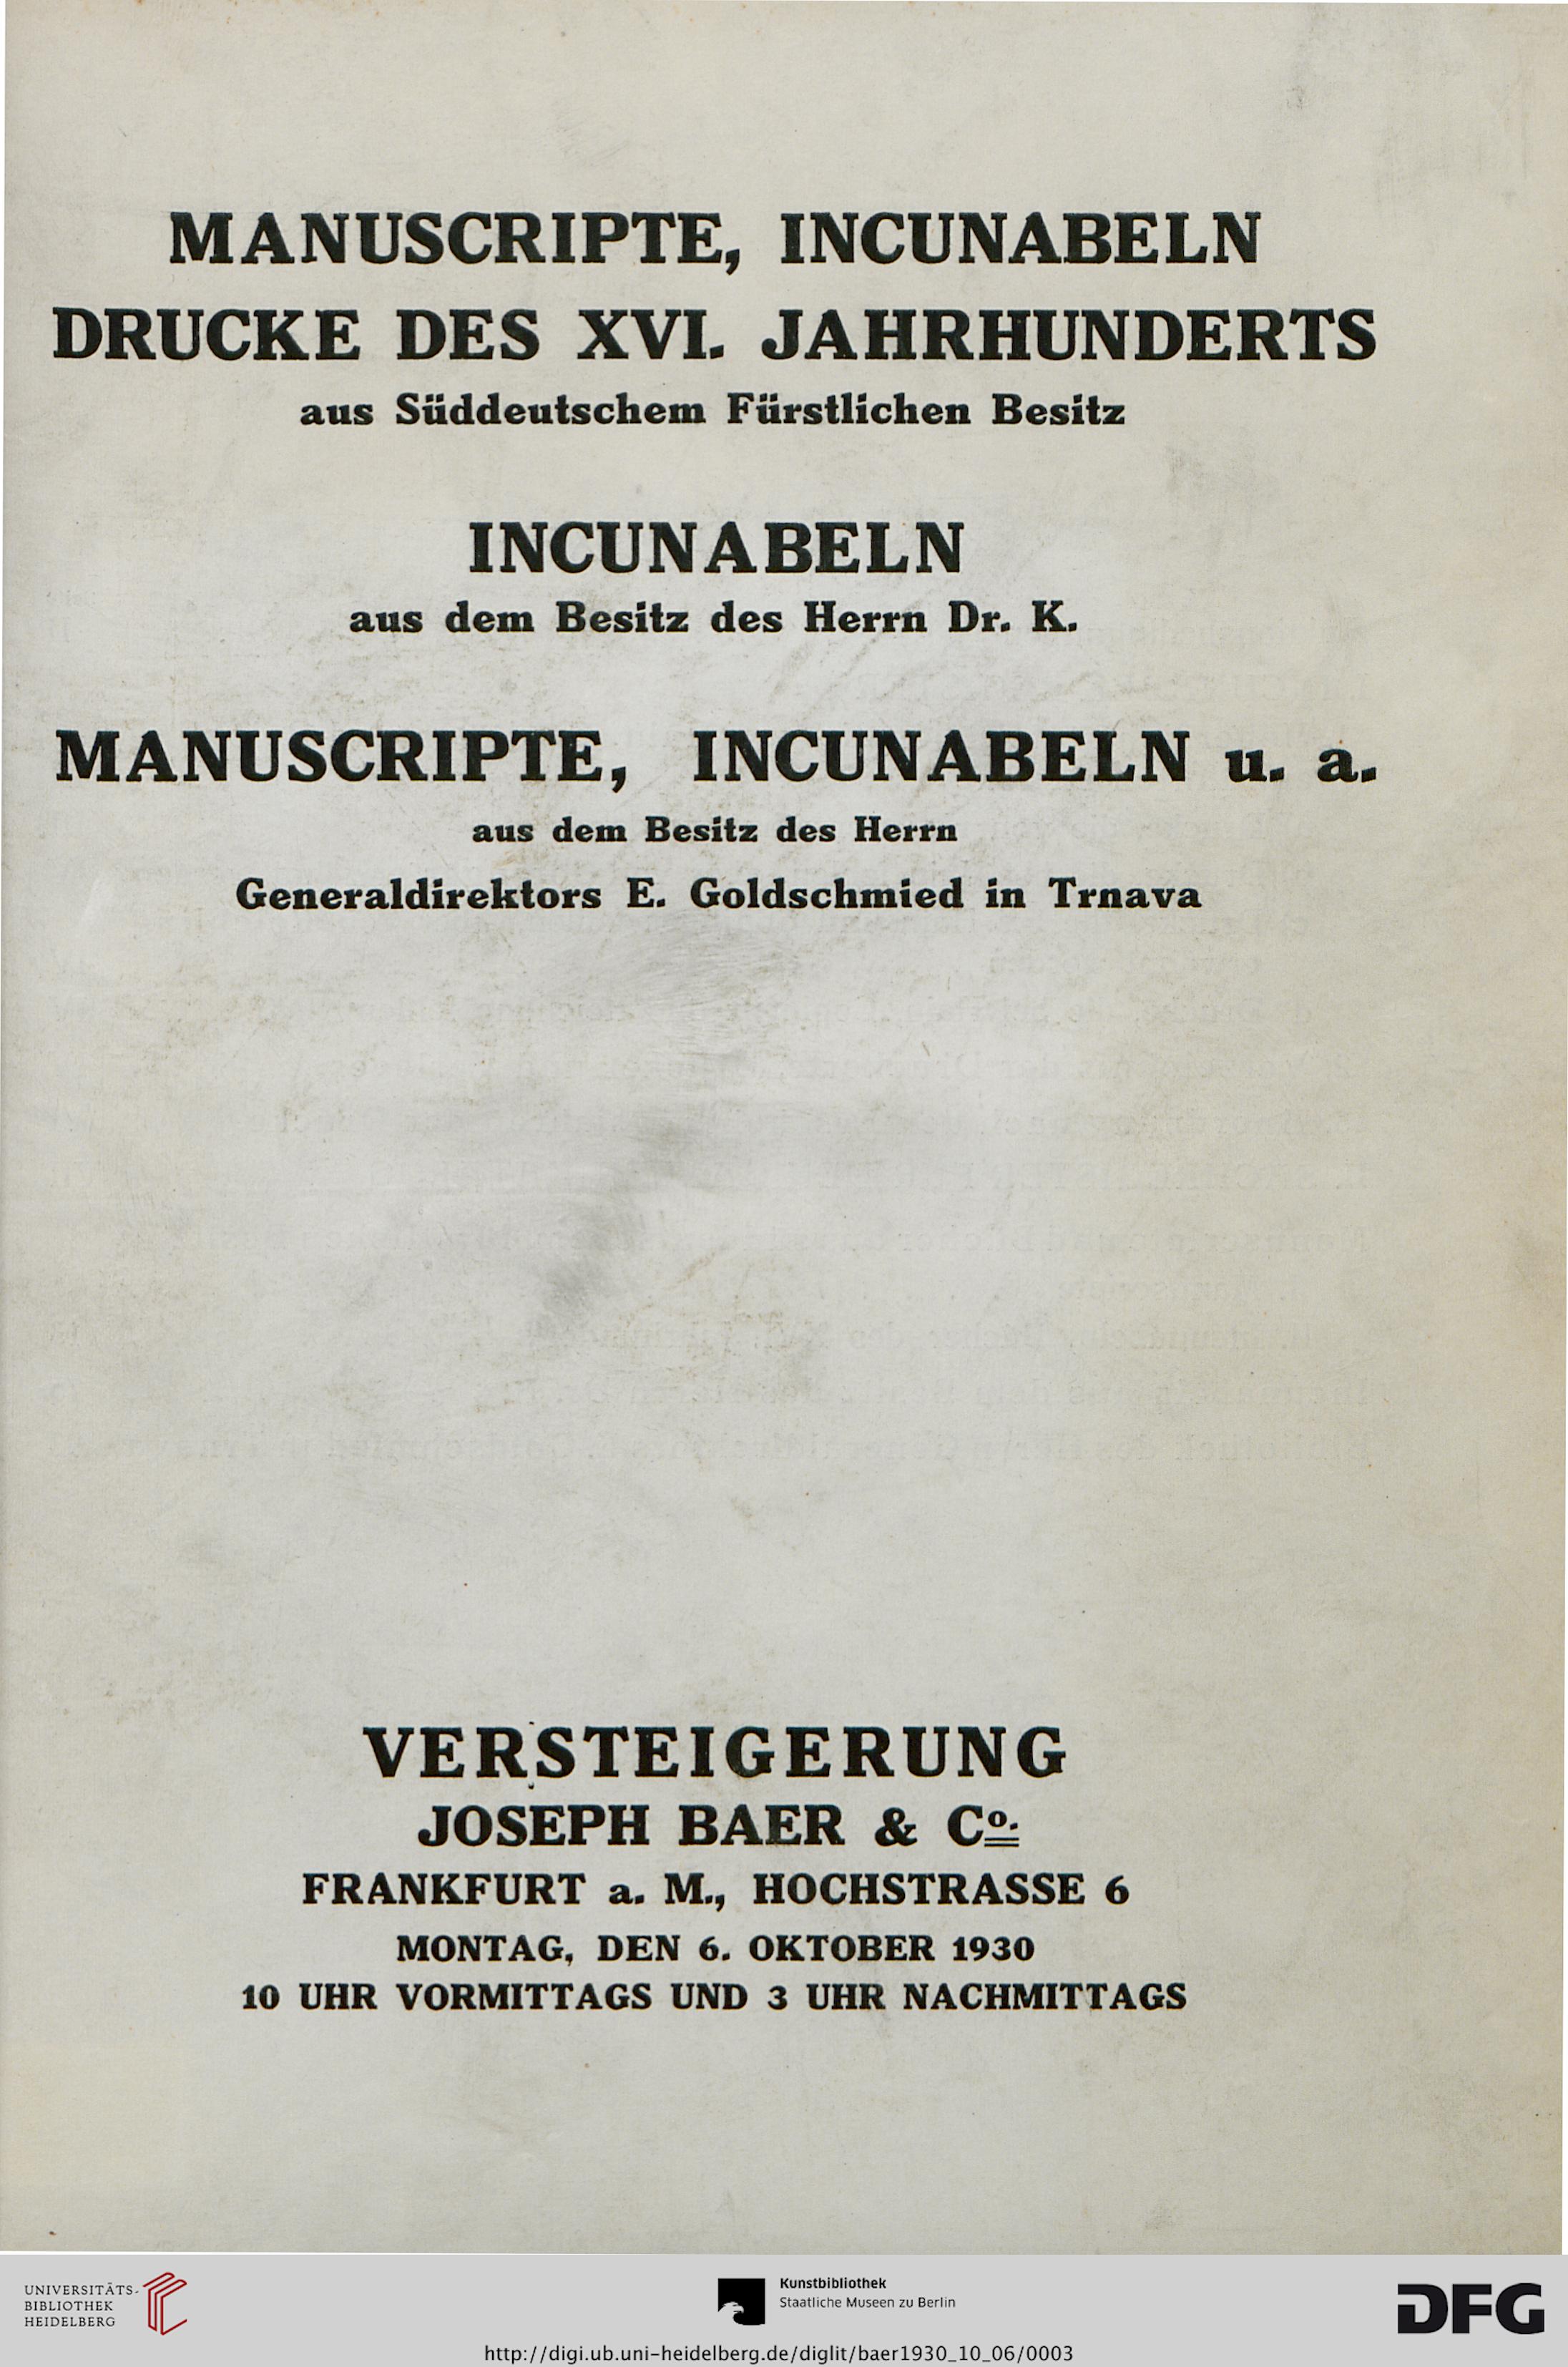 MANUSCRIPTE, INCUNABELN
DRUCKE DES XVI. JAHRHUNDERTS
aus Süddeutschem Fürstlichen Besitz
INCUNABELN
aus dem Besitz des Herrn Dr. K.
MANUSCRIPTE, INCUNABELN u. a.
aus dem Besitz des Herrn
Generaldirektors E. Goldschmied in Trnava
VERSTEIGERUNG
JOSEPH BAER & Co.
FRANKFURT a. M., HOCHSTRASSE 6
MONTAG, DEN 6. OKTOBER 1930
10 UHR VORMITTAGS UND 3 UHR NACHMITTAGS
UNIVERSITÄTS-
BIBLIOTHEK
HEIDELBERG
Kunstbibliothek
Staatliche Museen zu Berlin
DFG
http://digi.ub.uni-heidelberg.de/diglit/baer1930_10_06/0003